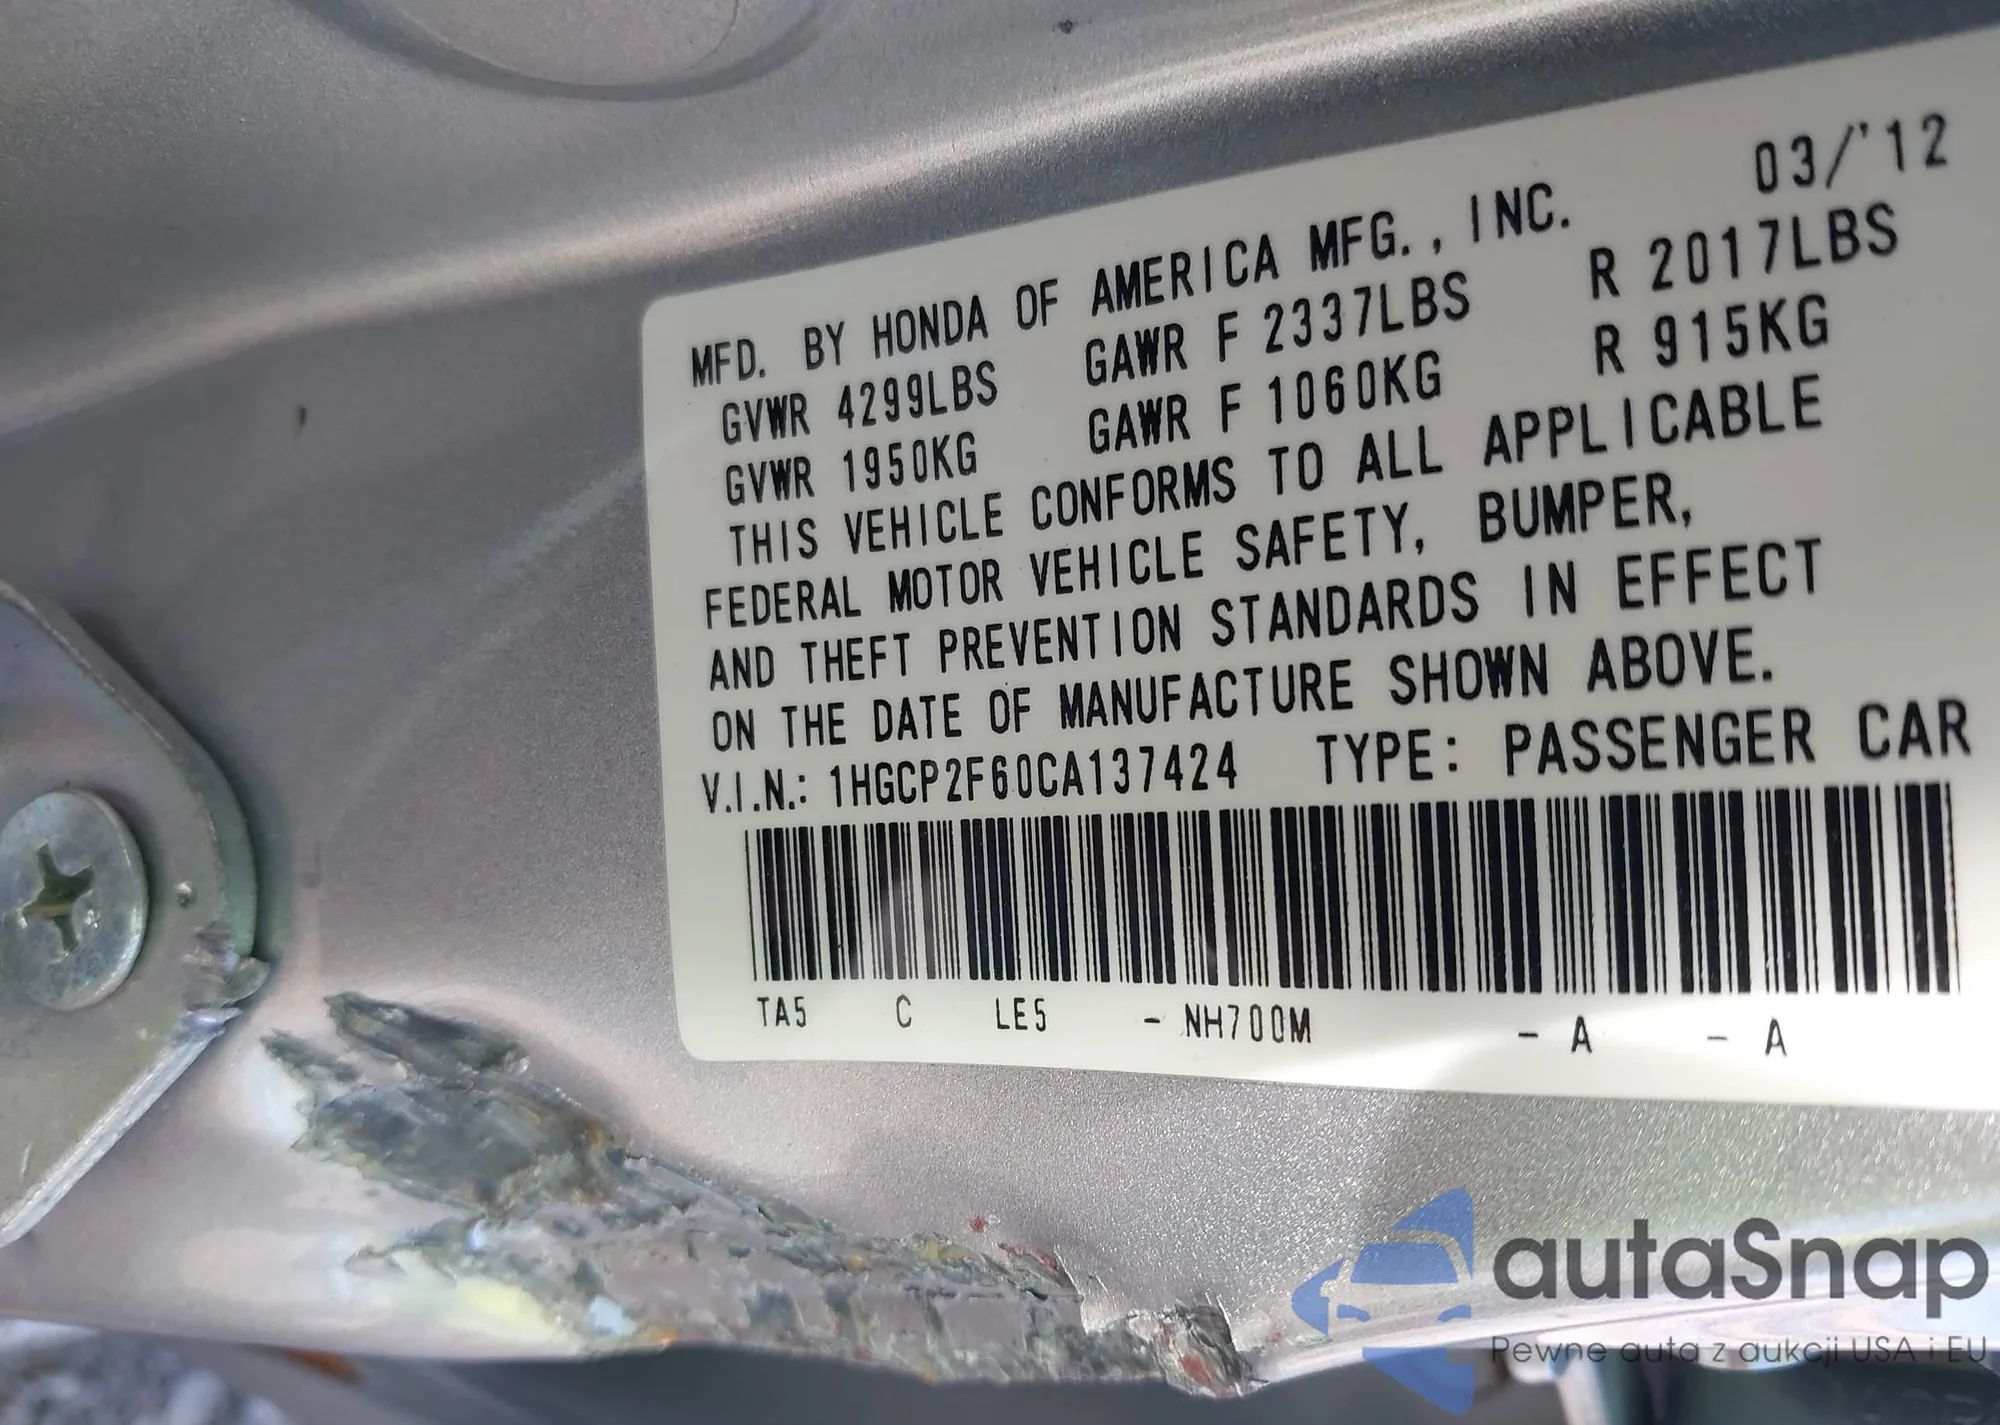 03/'12
MFD. BY HONDA OF AMERICA MFG., INC.
GVWR 4299LBS GAWR F 2337LBS R 2017LBS
GVWR 1950KG GAWR F 1060KG R 915KG
THIS VEHICLE CONFORMS TO ALL APPLICABLE
FEDERAL MOTOR VEHICLE SAFETY, BUMPER,
AND THEFT PREVENTION STANDARDS IN EFFECT
ON THE DATE OF MANUFACTURE SHOWN ABOVE.
V.I.N.: 1HGCP2F60CA137424 TYPE: PASSENGER CAR
TA5 C LE5 - NH700M - A - A
autaSnap
Pewne auta z aukcji USA i EU